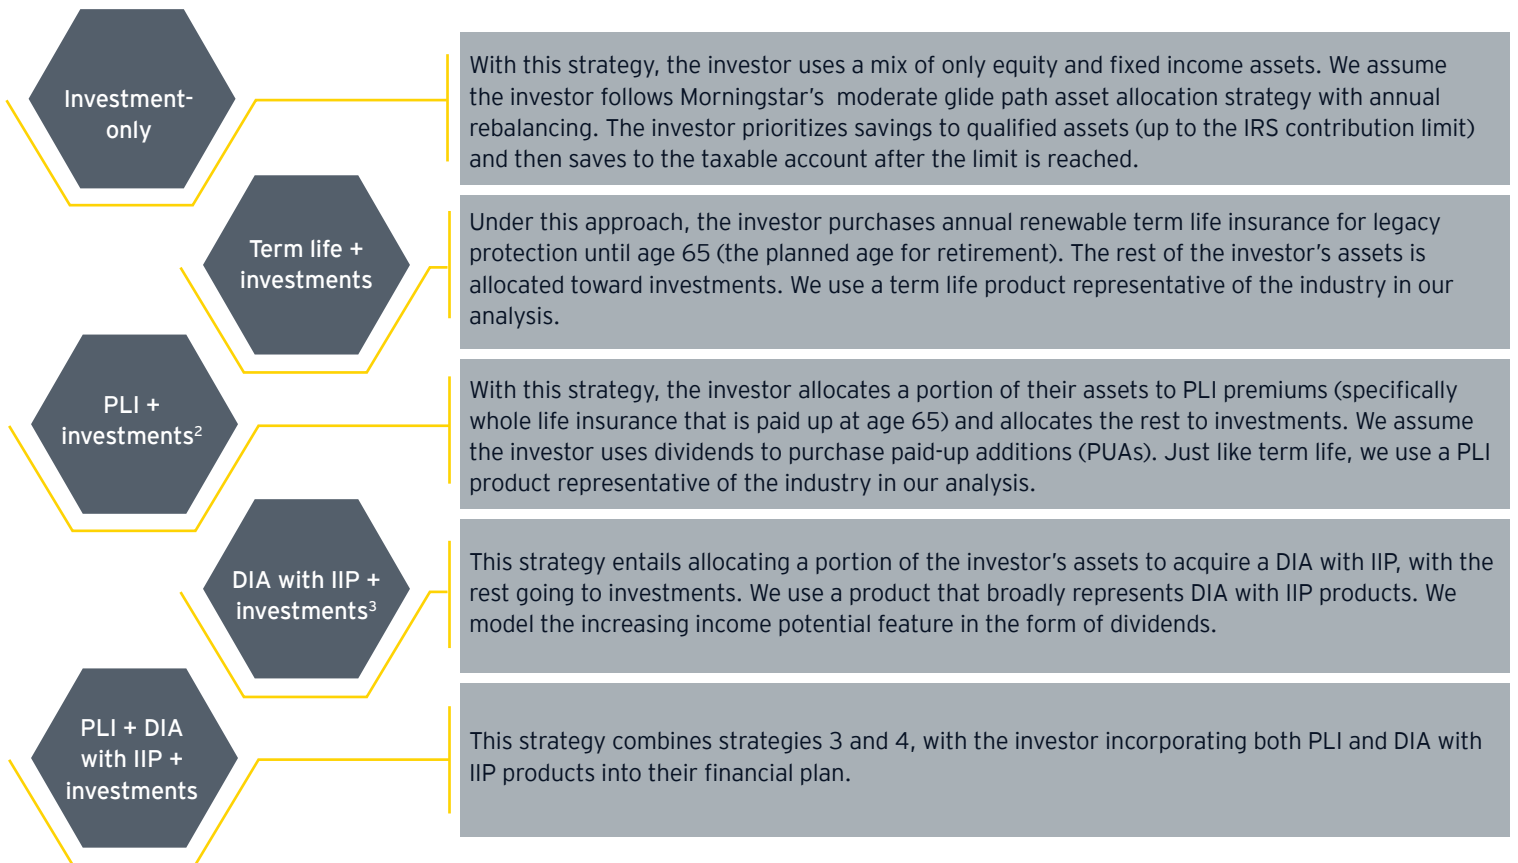 Investment-
only
With this strategy, the investor uses a mix of only equity and fixed income assets. We assume
the investor follows Morningstar’s  moderate glide path asset allocation strategy with annual
rebalancing. The investor prioritizes savings to qualified assets (up to the IRS contribution limit)
and then saves to the taxable account after the limit is reached.
Term life +
investments
Under this approach, the investor purchases annual renewable term life insurance for legacy
protection until age 65 (the planned age for retirement). The rest of the investor’s assets is
allocated toward investments. We use a term life product representative of the industry in our
analysis.
PLI +
investments²
With this strategy, the investor allocates a portion of their assets to PLI premiums (specifically
whole life insurance that is paid up at age 65) and allocates the rest to investments. We assume
the investor uses dividends to purchase paid-up additions (PUAs). Just like term life, we use a PLI
product representative of the industry in our analysis.
DIA with IIP +
investments³
This strategy entails allocating a portion of the investor’s assets to acquire a DIA with IIP, with the
rest going to investments. We use a product that broadly represents DIA with IIP products. We
model the increasing income potential feature in the form of dividends.
PLI + DIA
with IIP +
investments
This strategy combines strategies 3 and 4, with the investor incorporating both PLI and DIA with
IIP products into their financial plan.